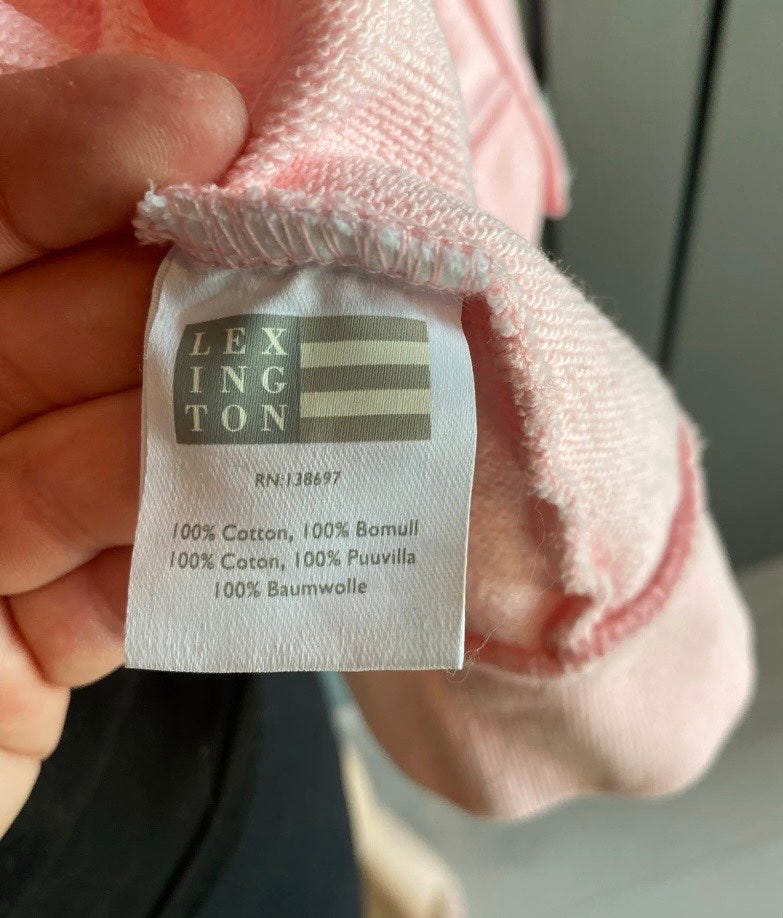 LEX
ING
TON
RN:138697
100% Cotton, 100% Bomull
100% Coton, 100% Puuvilla
100% Baumwolle